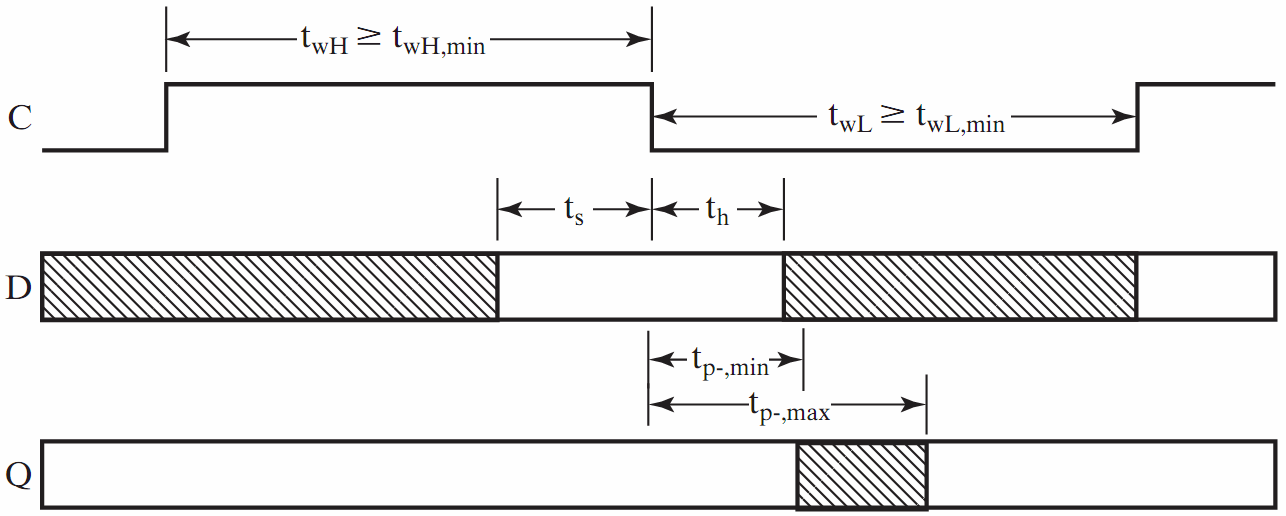 t_wH ≥ t_wH,min
C
t_wL ≥ t_wL,min
t_s t_h
D
t_p-,min
t_p-,max
Q